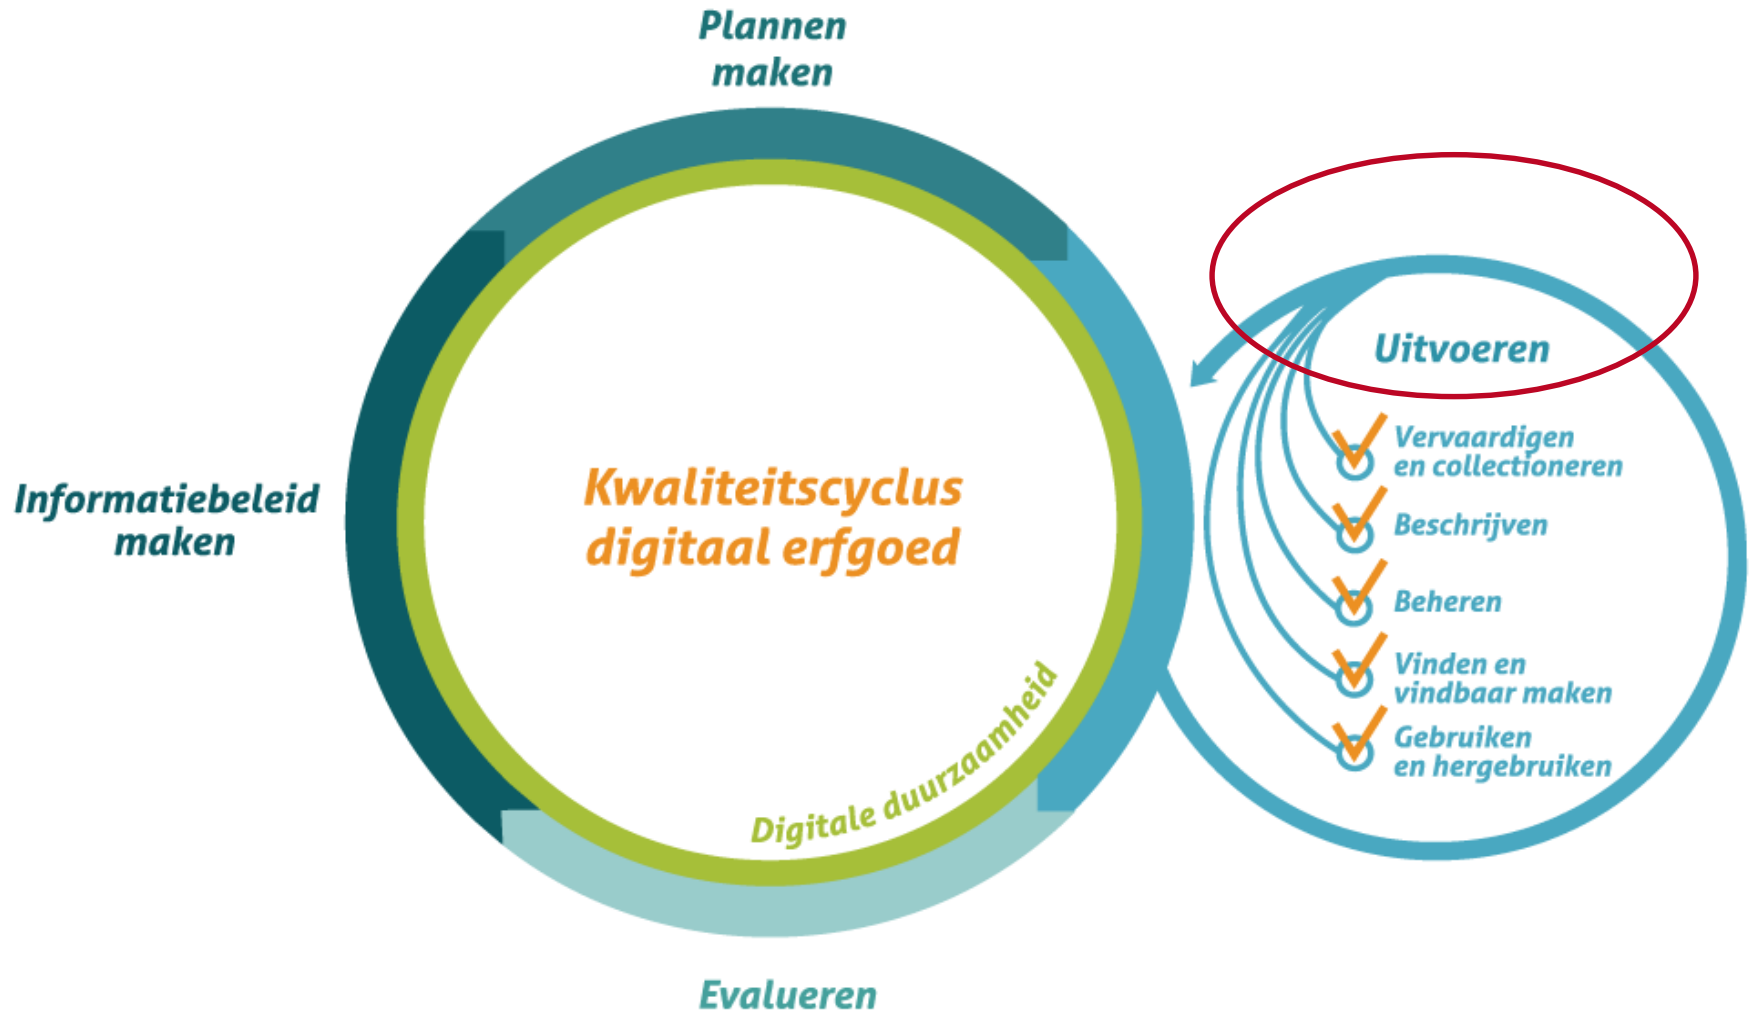 Plannen
maken
Informatiebeleid
maken
Kwaliteitscyclus
digitaal erfgoed
Digitale duurzaamheid
Evalueren
Uitvoeren
Vervaardigen
en collectioneren
Beschrijven
Beheren
Vinden en
vindbaar maken
Gebruiken
en hergebruiken